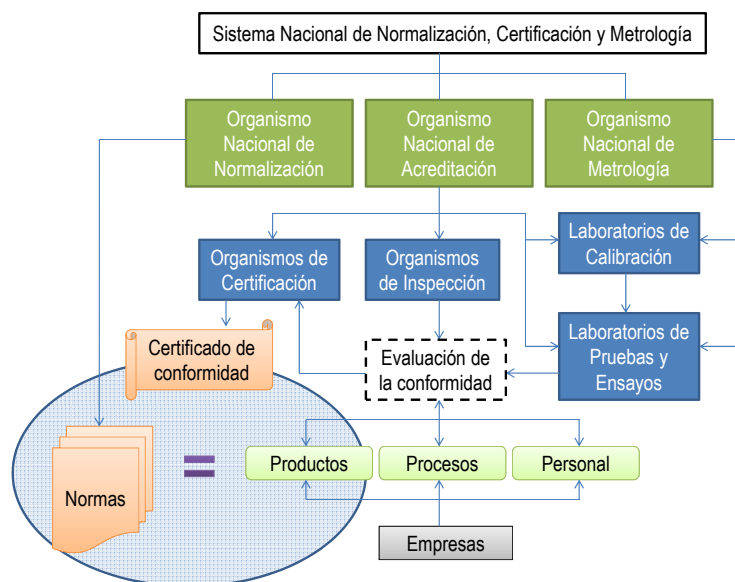 Sistema Nacional de Normalización, Certificación y Metrología
Organismo
Nacional de
Normalización
Organismo
Nacional de
Acreditación
Organismo
Nacional de
Metrología
Organismos de
Certificación
Organismos
de Inspección
Laboratorios de
Calibración
Certificado de
conformidad
Evaluación de
la conformidad
Laboratorios de
Pruebas y
Ensayos
Normas
=
Productos
Procesos
Personal
Empresas